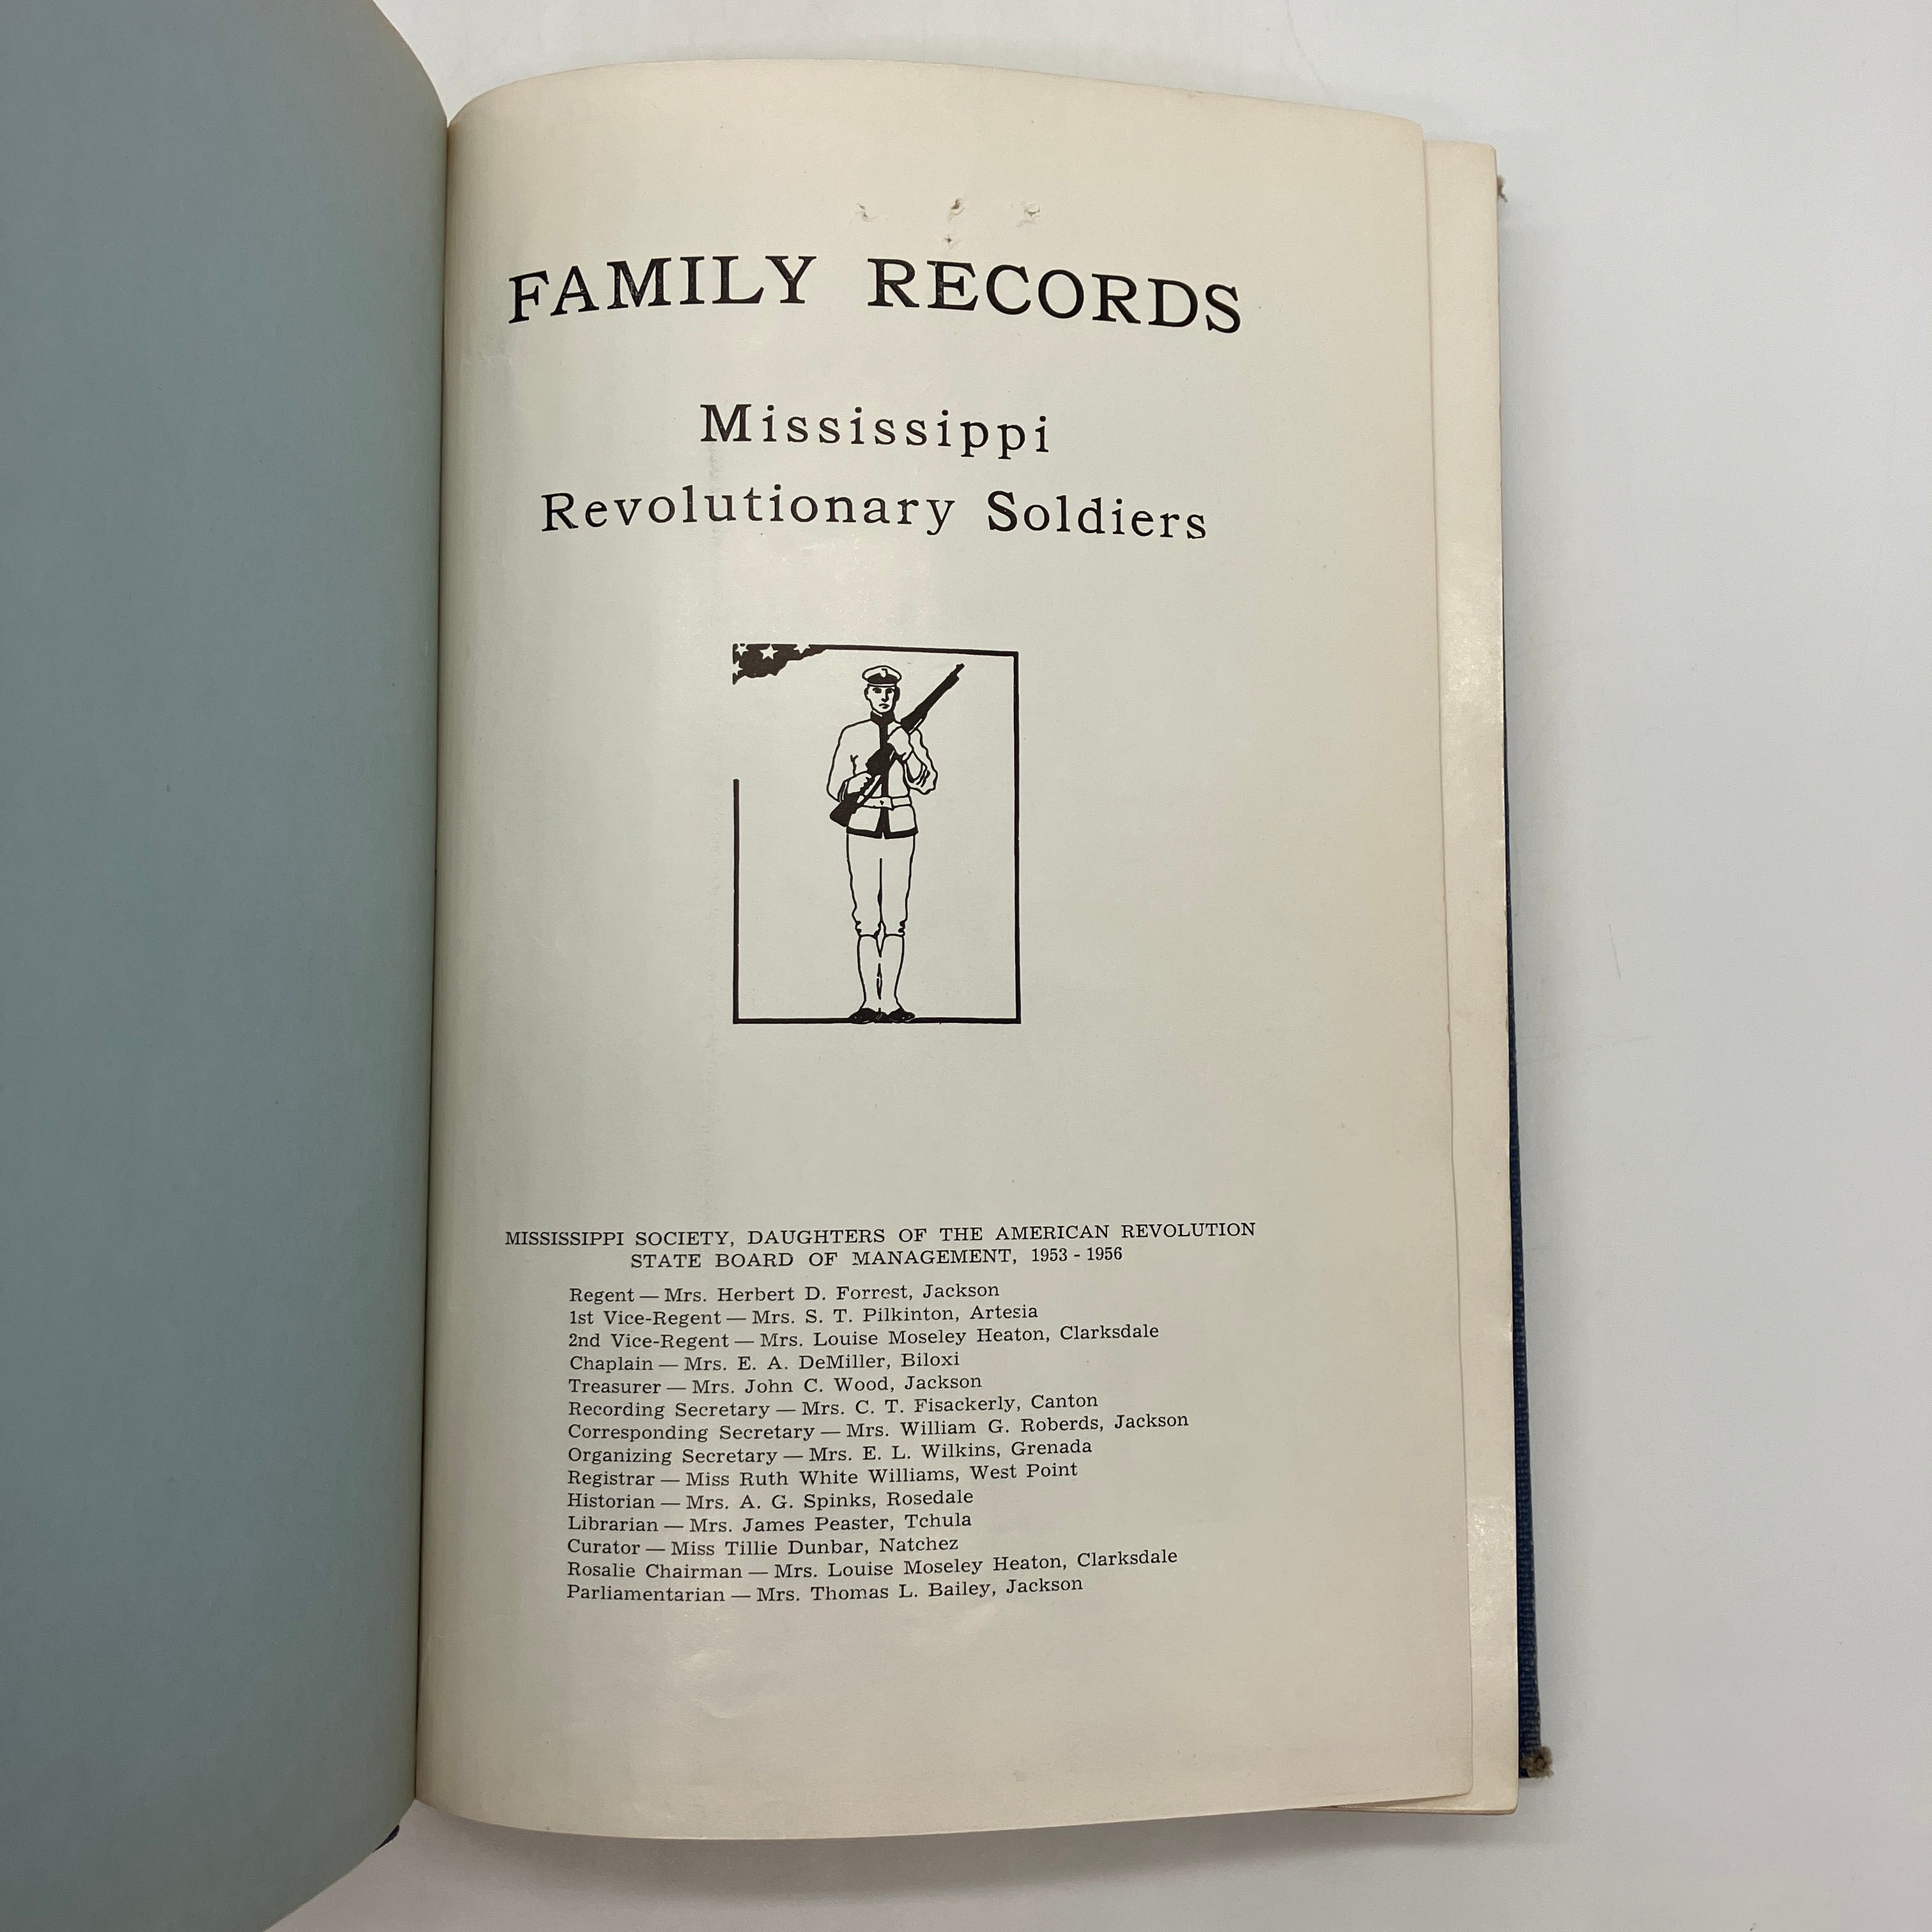 FAMILY RECORDS
Mississippi
Revolutionary Soldiers
MISSISSIPPI SOCIETY, DAUGHTERS OF THE AMERICAN REVOLUTION
STATE BOARD OF MANAGEMENT, 1953 - 1956
Regent — Mrs. Herbert D. Forrest, Jackson
1st Vice-Regent — Mrs. S. T. Pilkinton, Artesia
2nd Vice-Regent — Mrs. Louise Moseley Heaton, Clarksdale
Chaplain — Mrs. E. A. DeMiller, Biloxi
Treasurer — Mrs. John C. Wood, Jackson
Recording Secretary — Mrs. C. T. Fisackerly, Canton
Corresponding Secretary — Mrs. William G. Roberds, Jackson
Organizing Secretary — Mrs. E. L. Wilkins, Grenada
Registrar — Miss Ruth White Williams, West Point
Historian — Mrs. A. G. Spinks, Rosedale
Librarian — Mrs. James Peaster, Tchula
Curator — Miss Tillie Dunbar, Natchez
Rosalie Chairman — Mrs. Louise Moseley Heaton, Clarksdale
Parliamentarian — Mrs. Thomas L. Bailey, Jackson